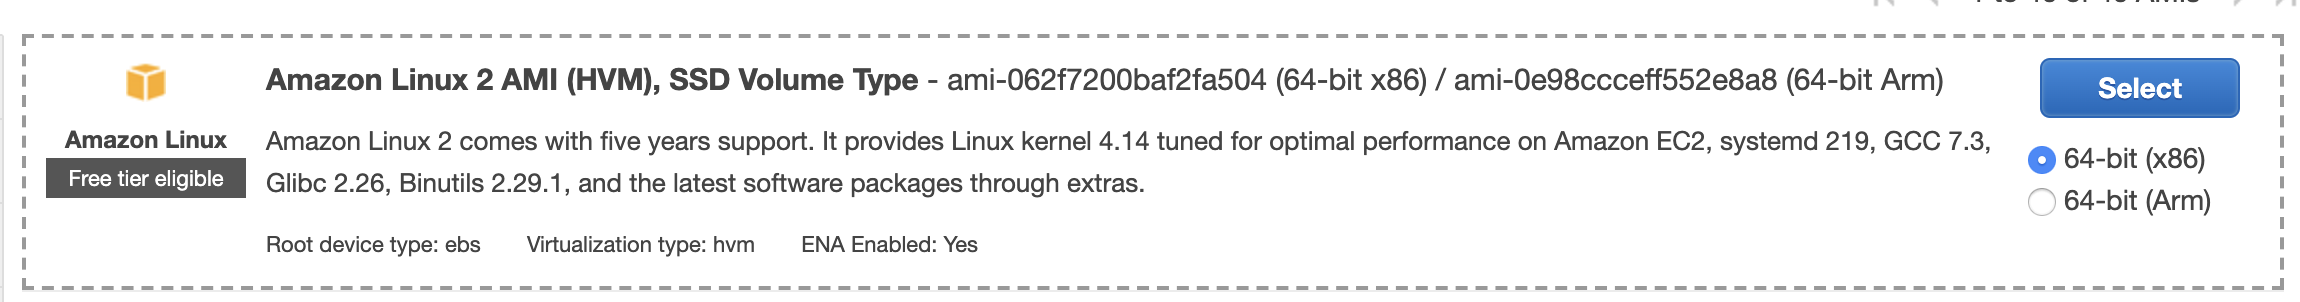 Amazon Linux 2 AMI (HVM), SSD Volume Type - ami-062f7200baf2fa504 (64-bit x86) / ami-0e98ccceff552e8a8 (64-bit Arm)
Select
Amazon Linux
Free tier eligible
Amazon Linux 2 comes with five years support. It provides Linux kernel 4.14 tuned for optimal performance on Amazon EC2, systemd 219, GCC 7.3,
Glibc 2.26, Binutils 2.29.1, and the latest software packages through extras.
64-bit (x86)
64-bit (Arm)
Root device type: ebs Virtualization type: hvm ENA Enabled: Yes